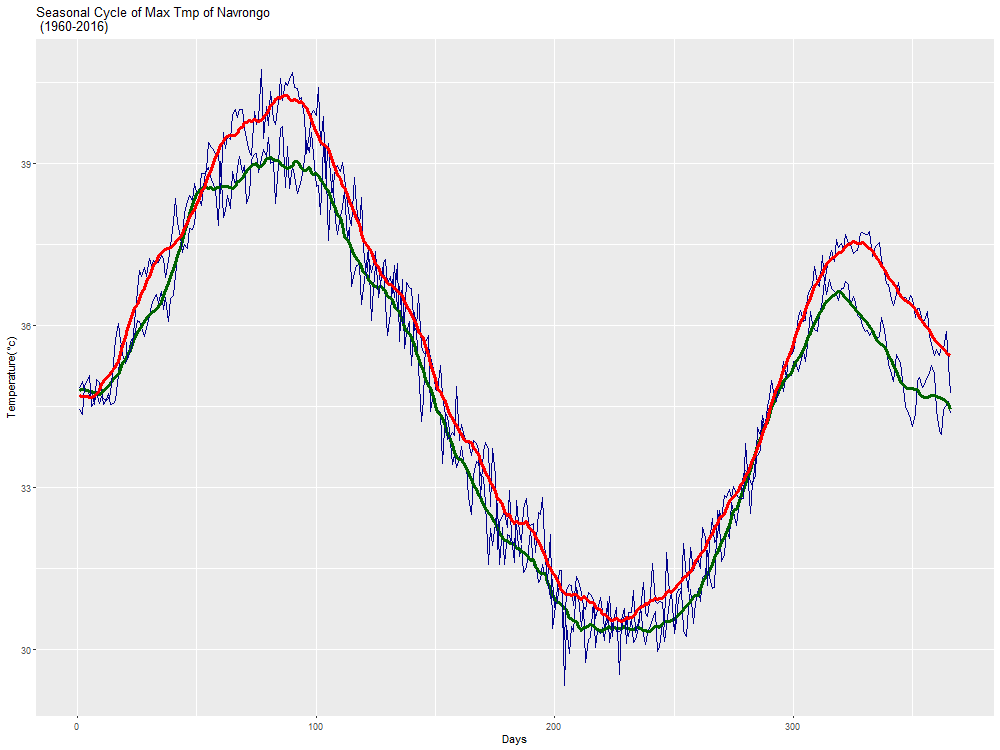 Seasonal Cycle of Max Tmp of Navrongo
(1960-2016)
39
36
33
30
Temperature(°c)
0 100 200 300
Days